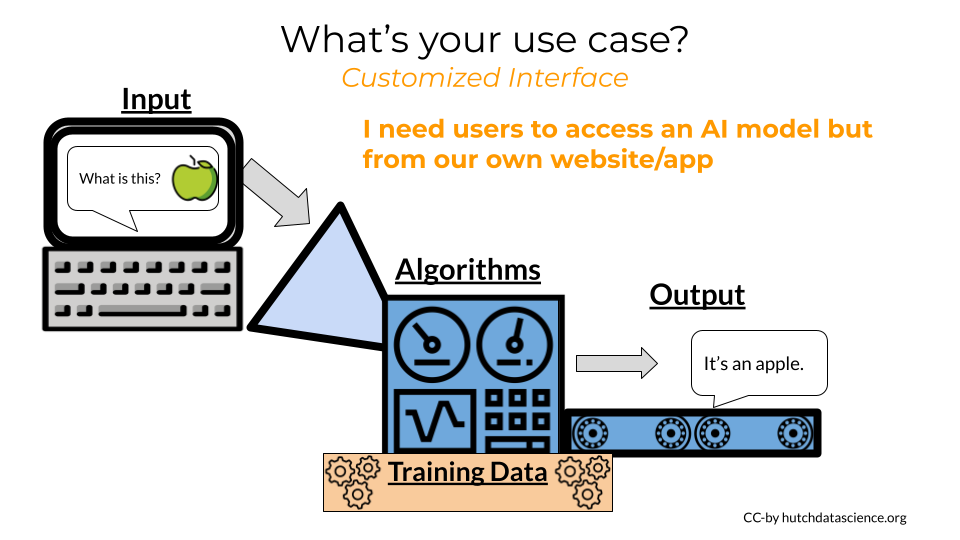 What's your use case?
Customized Interface
Input
I need users to access an AI model but
from our own website/app
What is this?
Algorithms
Output
It's an apple.
Training Data
CC-by hutchdatascience.org